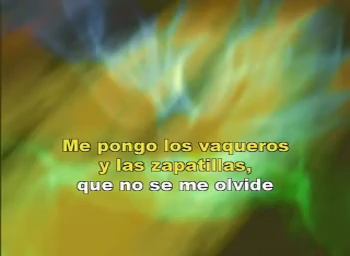 Me pongo los vaqueros
y las zapatillas,
que no se me olvide